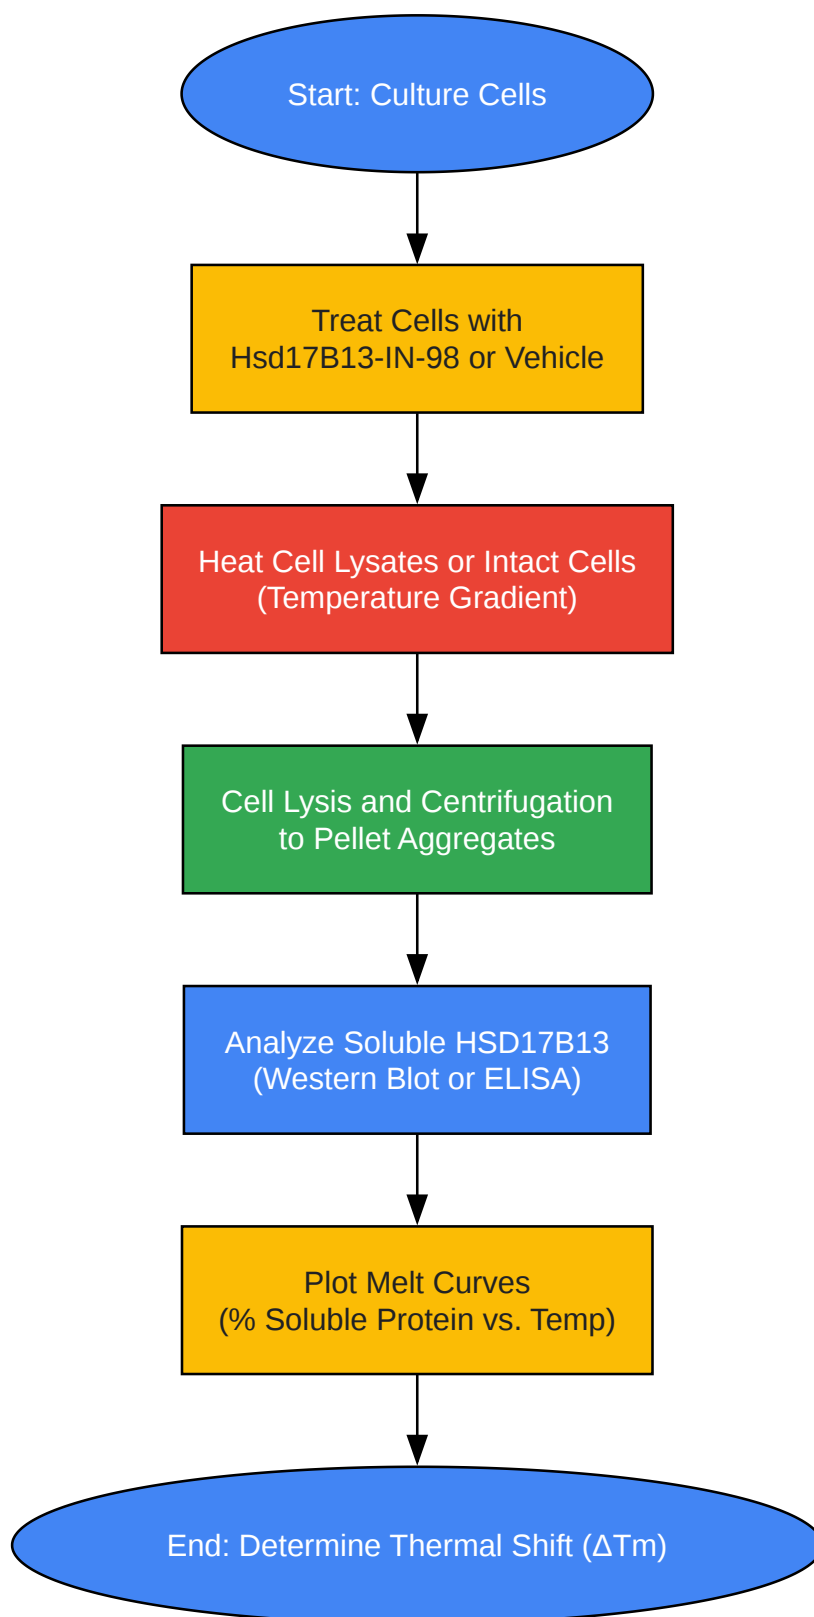 Start: Culture Cells
Treat Cells with
Hsd17B13-IN-98 or Vehicle
Heat Cell Lysates or Intact Cells
(Temperature Gradient)
Cell Lysis and Centrifugation
to Pellet Aggregates
Analyze Soluble HSD17B13
(Western Blot or ELISA)
Plot Melt Curves
(% Soluble Protein vs. Temp)
End: Determine Thermal Shift (ΔTm)